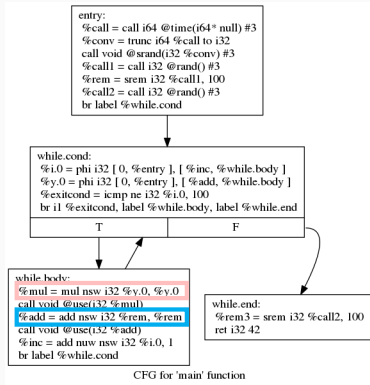 entry:
%call = call i64 @time(i64* null) #3
%conv = trunc i64 %call to i32
call void @srand(i32 %conv) #3
%call1 = call i32 @rand() #3
%rem = srem i32 %call1, 100
%call2 = call i32 @rand() #3
br label %while.cond
while.cond:
%i.0 = phi i32 [ 0, %entry ], [ %inc, %while.body ]
%y.0 = phi i32 [ 0, %entry ], [ %add, %while.body ]
%exitcond = icmp ne i32 %i.0, 100
br i1 %exitcond, label %while.body, label %while.end
T
F
while.body:
%mul = mul nsw i32 %y.0, %y.0
call void @use(i32 %mul)
%add = add nsw i32 %rem, %rem
call void @use(i32 %add)
%inc = add nuw nsw i32 %i.0, 1
br label %while.cond
while.end:
%rem3 = srem i32 %call2, 100
ret i32 42
CFG for 'main' function